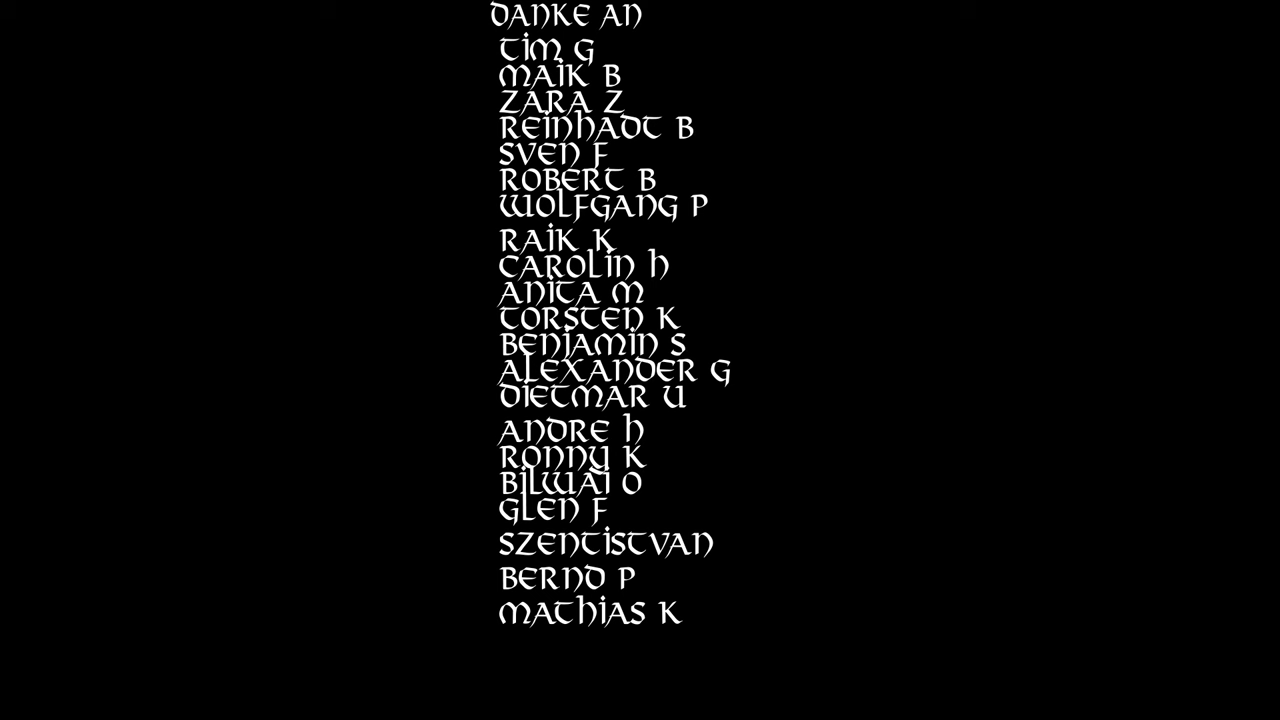 DANKE AN
TIM G
MAIK B
ZARA Z
REINHADT B
SVEN F
ROBERT B
WOLFGANG P
RAIK K
CAROLIN H
ANITA M
TORSTEN K
BENJAMIN S
ALEXANDER G
DIETMAR U
ANDRE H
RONNY K
BILWAI O
GLEN F
SZENTISTVAN
BERND P
MATHIAS K